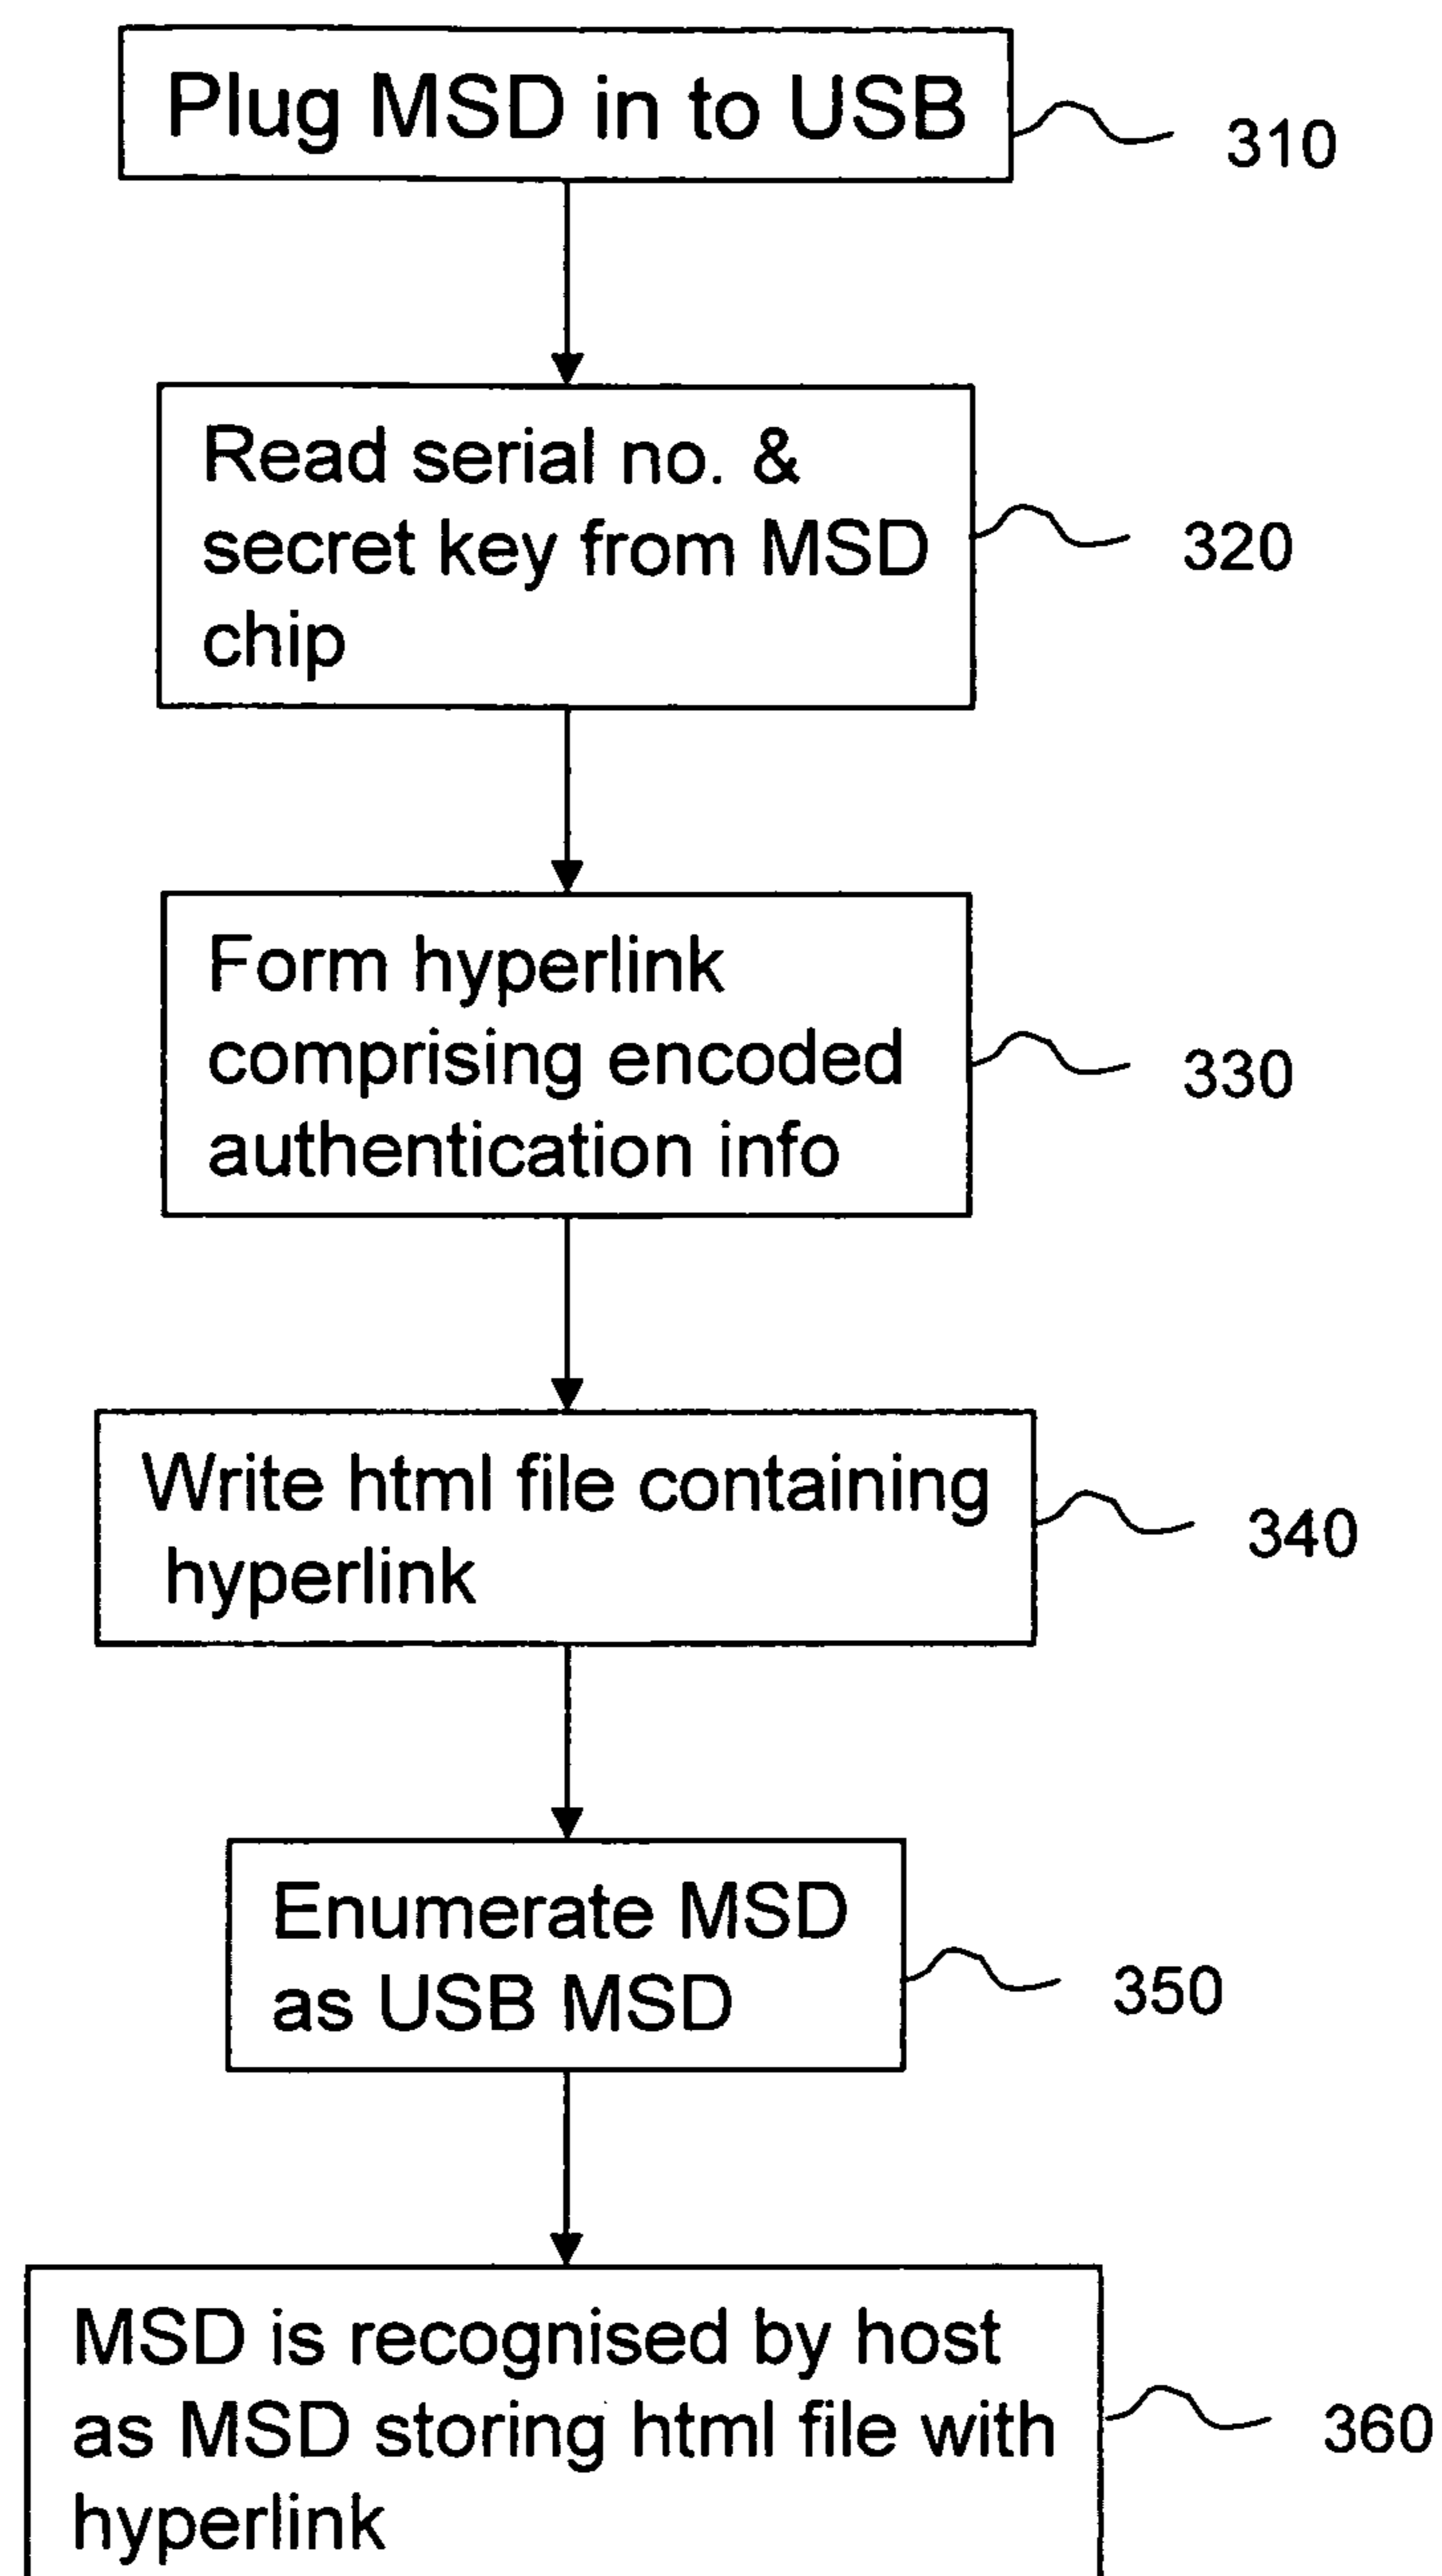 Plug MSD in to USB
310
Read serial no. &
secret key from MSD
chip
320
Form hyperlink
comprising encoded
authentication info
330
Write html file containing
hyperlink
340
Enumerate MSD
as USB MSD
350
MSD is recognised by host
as MSD storing html file with
hyperlink
360